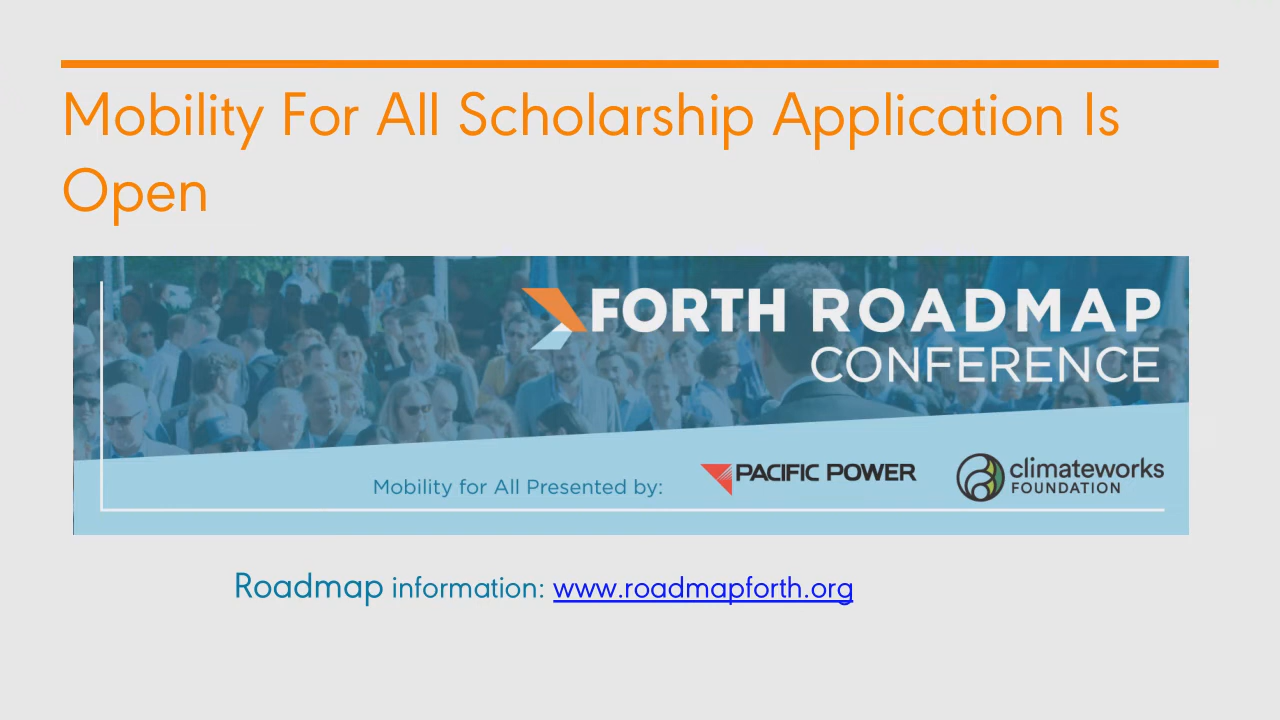 Mobility For All Scholarship Application Is
Open
FORTH ROADMAP
CONFERENCE
Mobility for All Presented by:
PACIFIC POWER
climateworks
FOUNDATION
Roadmap information: www.roadmapforth.org